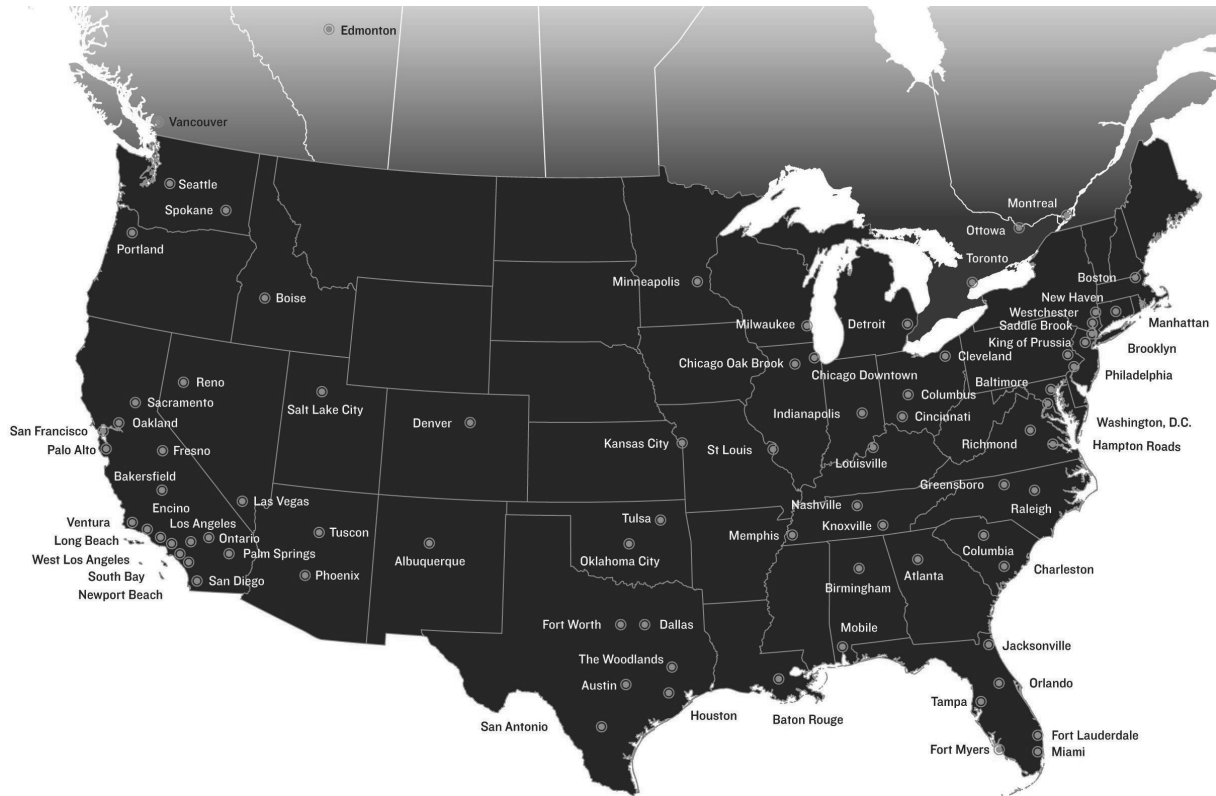 Edmonton
Vancouver
Seattle
Spokane
Portland
Boise
Montreal
Ottowa
Toronto
Minneapolis
Boston
New Haven
Westchester
Manhattan
Milwaukee
Detroit
Saddle Brook
King of Prussia
Brooklyn
Chicago Oak Brook
Chicago Downtown
Cleveland
Philadelphia
Reno
Salt Lake City
Baltimore
Sacramento
Columbus
Oakland
Denver
Indianapolis
Cincinnati
Washington, D.C.
San Francisco
Kansas City
St Louis
Richmond
Hampton Roads
Palo Alto
Fresno
Louisville
Bakersfield
Greensboro
Las Vegas
Encino
Nashville
Raleigh
Ventura
Los Angeles
Tulsa
Knoxville
Long Beach
Ontario
Tuscon
Memphis
West Los Angeles
Palm Springs
Albuquerque
Oklahoma City
Columbia
South Bay
San Diego
Phoenix
Birmingham
Atlanta
Charleston
Newport Beach
Fort Worth
Dallas
Mobile
Jacksonville
The Woodlands
Austin
Orlando
Tampa
Houston
Baton Rouge
San Antonio
Fort Lauderdale
Fort Myers
Miami